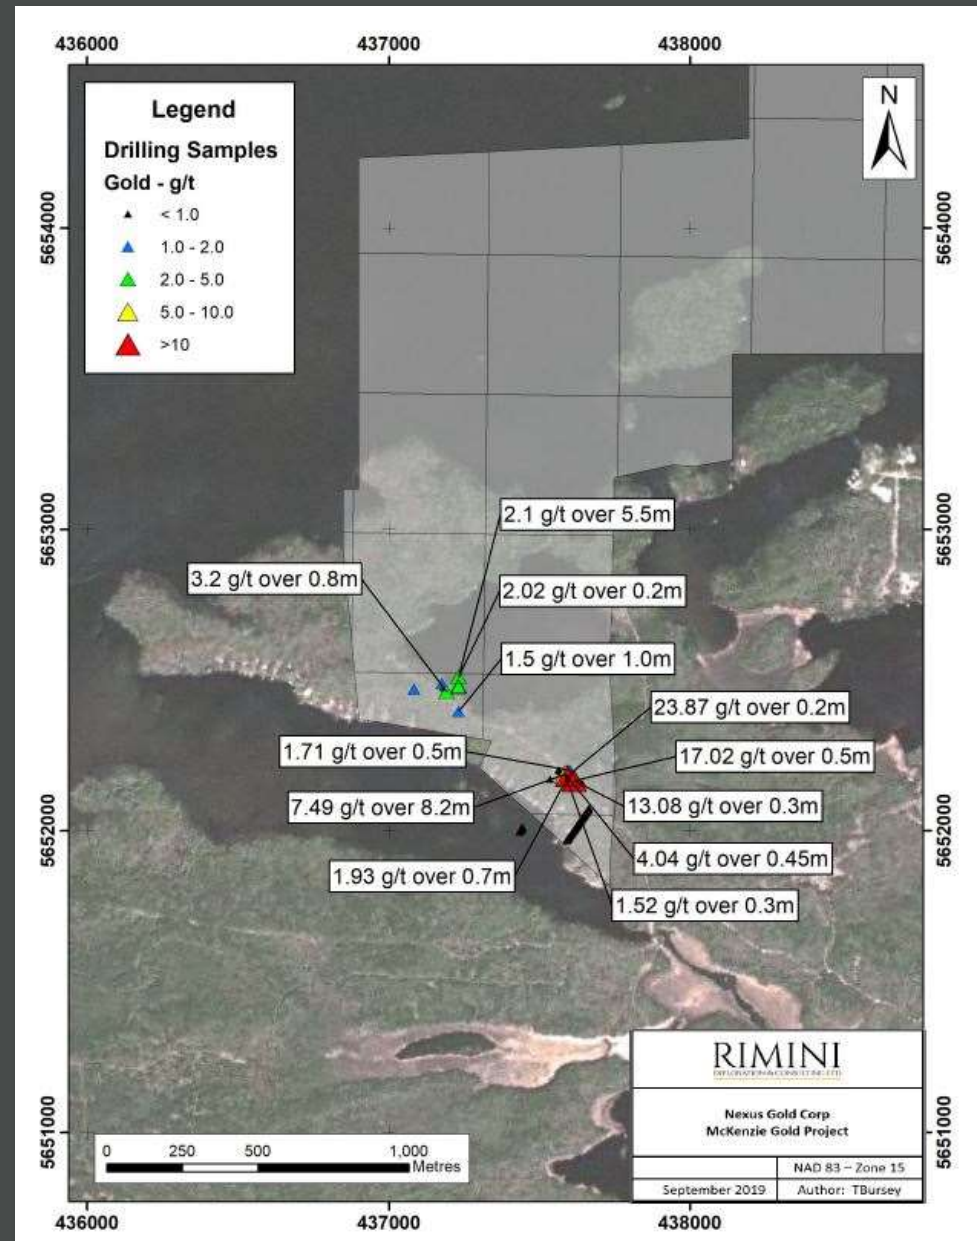 436000 437000 438000
Legend
Drilling Samples
Gold - g/t
< 1.0
1.0 - 2.0
2.0 - 5.0
5.0 - 10.0
>10
N
5654000 5654000
5653000 5653000
2.1 g/t over 5.5m
3.2 g/t over 0.8m
2.02 g/t over 0.2m
1.5 g/t over 1.0m
23.87 g/t over 0.2m
1.71 g/t over 0.5m
17.02 g/t over 0.5m
7.49 g/t over 8.2m
13.08 g/t over 0.3m
5652000 5652000
4.04 g/t over 0.45m
1.93 g/t over 0.7m
1.52 g/t over 0.3m
RIMINI
EXPLORATION & CONSULTING LTD
Nexus Gold Corp
McKenzie Gold Project
5651000 5651000
0 250 500 1,000
Metres
NAD 83 – Zone 15
September 2019 Author: TBursey
436000 437000 438000